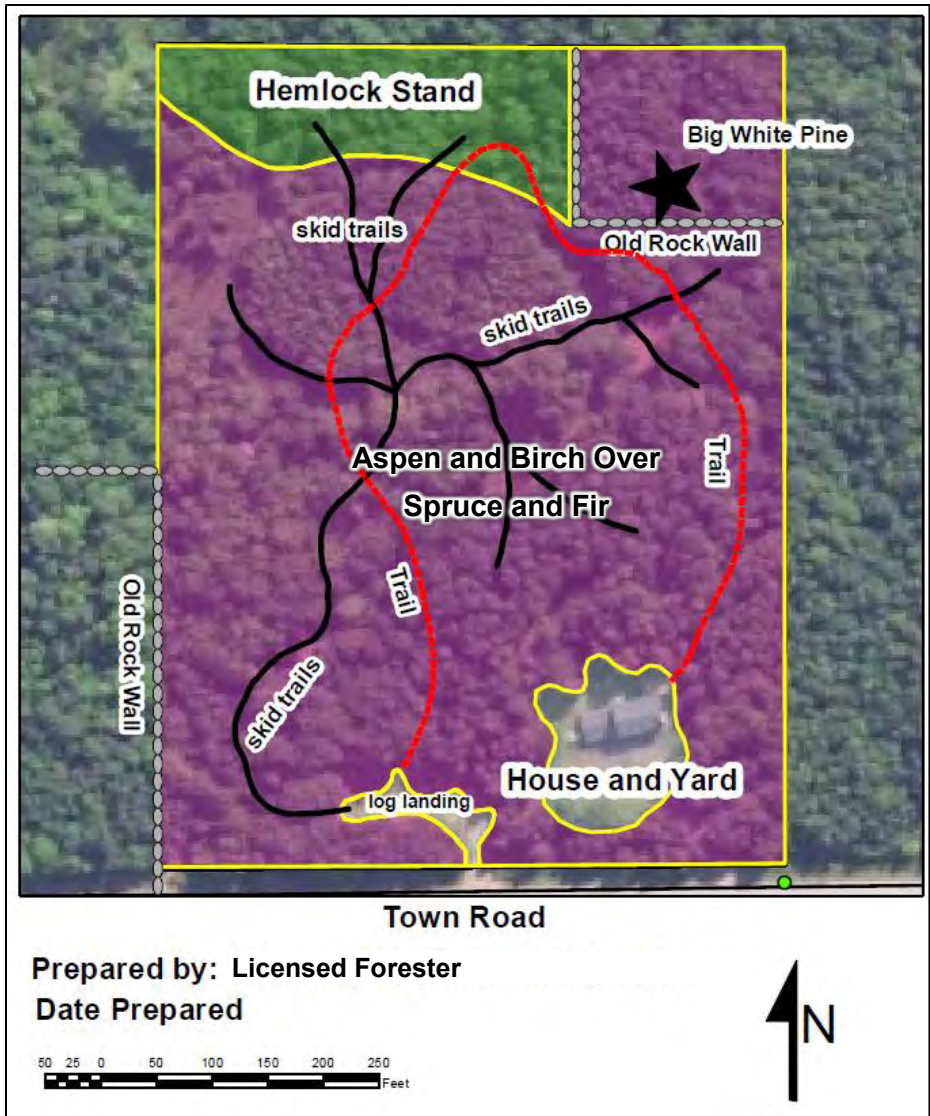 Hemlock Stand
Big White Pine
skid trails
Old Rock Wall
skid trails
Aspen and Birch Over
Spruce and Fir
Trail
Trail
Old Rock Wall
skid trails
House and Yard
log landing
Town Road
Prepared by: Licensed Forester
Date Prepared
N
50 25 0 50 100 150 200 250
Feet